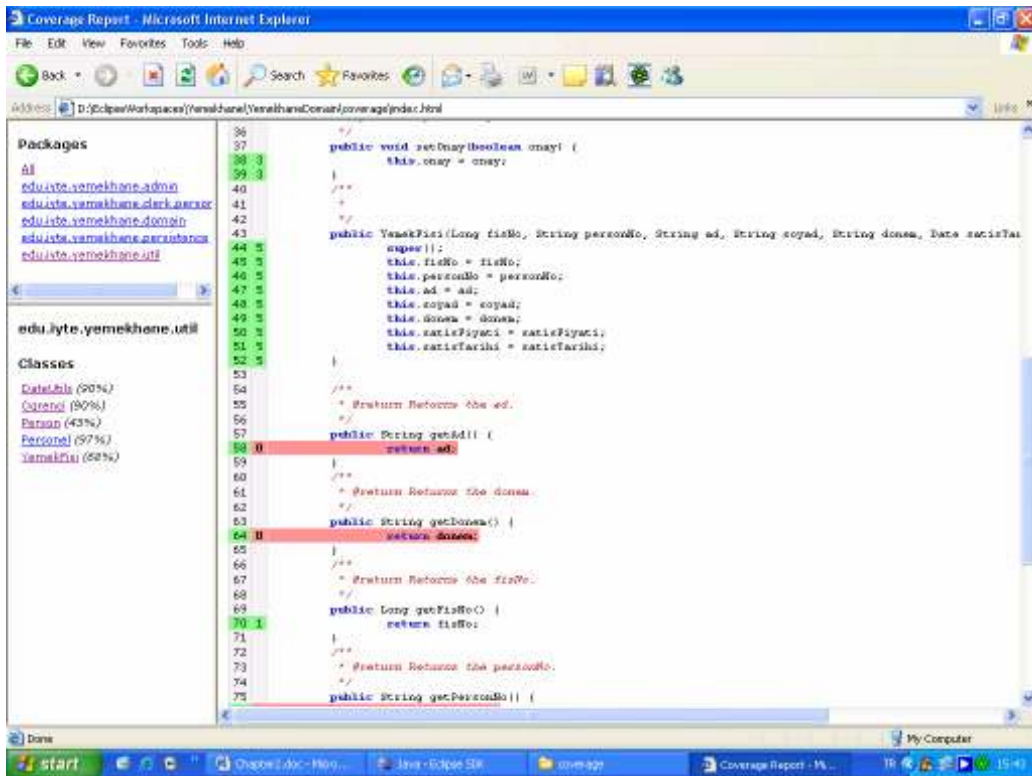 Coverage Report - Microsoft Internet Explorer
File Edit View Favorites Tools Help
Back Search Favorites
Address D:\EclipseWorkspaces\Yemekhane\YemekhaneDomain\coverage\index.html Links
Packages
All
edu.iyte.yemekhane.admin
edu.iyte.yemekhane.clerk.person
edu.iyte.yemekhane.domain
edu.iyte.yemekhane.persistence
edu.iyte.yemekhane.util
edu.iyte.yemekhane.util
Classes
DateUtils (90%)
Ogrenci (90%)
Person (43%)
Personel (97%)
YemekFisi (68%)
36 */
37 public void setOnay(boolean onay) {
38 3 this.onay = onay;
39 3 }
40 /**
41 *
42 */
43 public YemekFisi(Long fisNo, String personNo, String ad, String soyad, String donem, Date satisTar
44 5 super();
45 5 this.fisNo = fisNo;
46 5 this.personNo = personNo;
47 5 this.ad = ad;
48 5 this.soyad = soyad;
49 5 this.donem = donem;
50 5 this.satisFiyati = satisFiyati;
51 5 this.satisTarihi = satisTarihi;
52 5 }
53
54 /**
55 * @return Returns the ad.
56 */
57 public String getAd() {
58 0 return ad;
59 }
60 /**
61 * @return Returns the donem.
62 */
63 public String getDonem() {
64 0 return donem;
65 }
66 /**
67 * @return Returns the fisNo.
68 */
69 public Long getFisNo() {
70 1 return fisNo;
71 }
72 /**
73 * @return Returns the personNo.
74 */
75 public String getPersonNo() {
Done My Computer
start Chapter2.doc - Micro... Java - Eclipse SDK coverage Coverage Report - Mi... TR